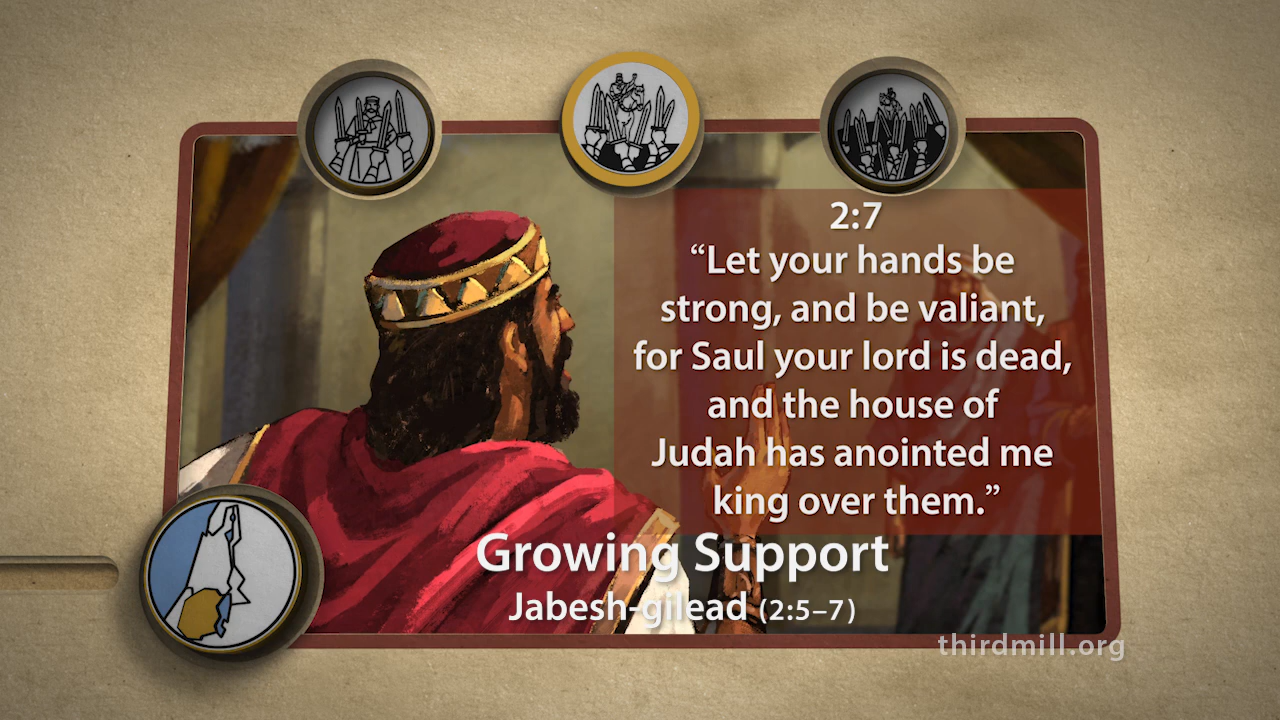 2:7
“Let your hands be
strong, and be valiant,
for Saul your lord is dead,
and the house of
Judah has anointed me
king over them.”
Growing Support
Jabesh-gilead (2:5–7)
thirdmill.org